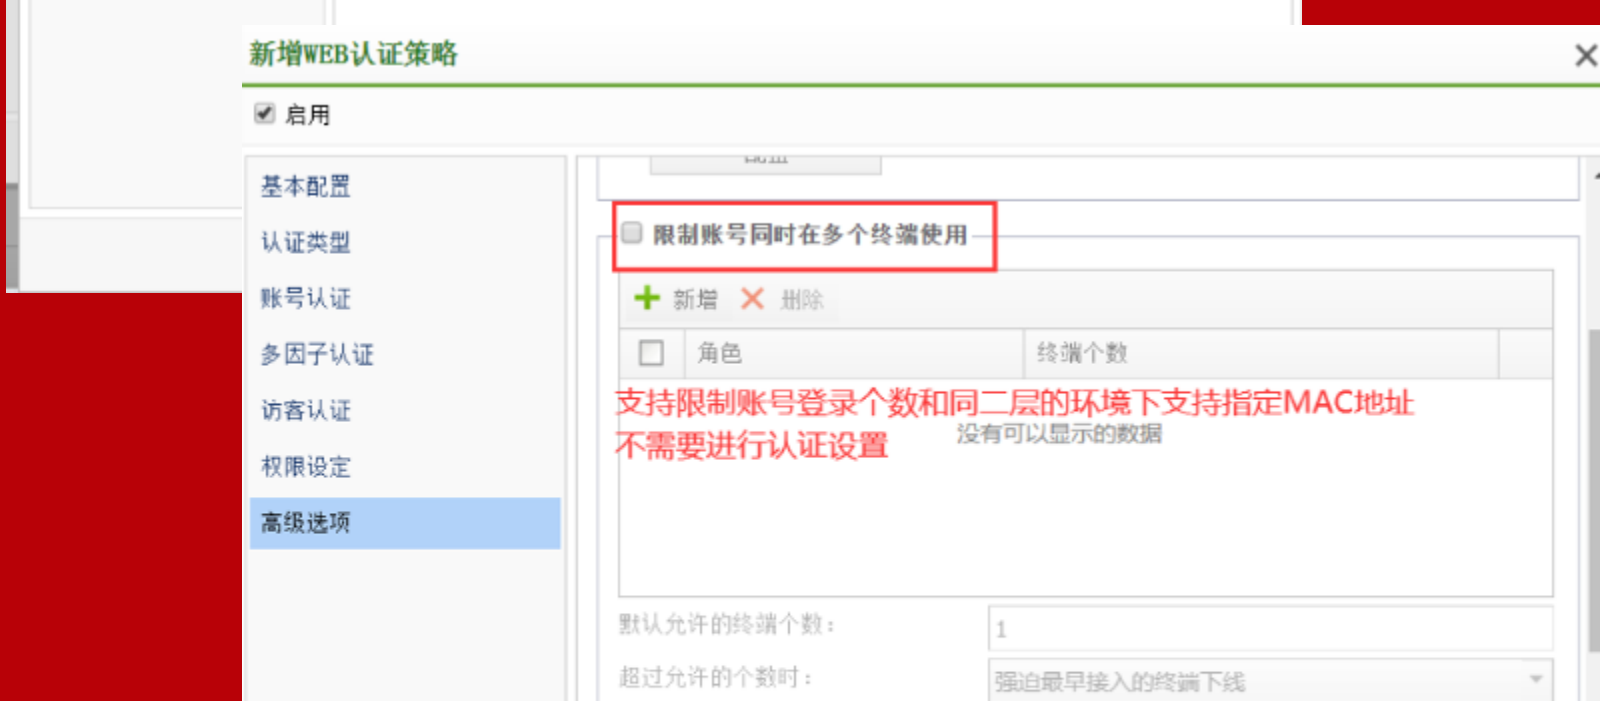 新增WEB认证策略
启用
基本配置
认证类型
账号认证
多因子认证
访客认证
权限设定
高级选项
配置
限制账号同时在多个终端使用
新增 删除
角色 终端个数
支持限制账号登录个数和同二层的环境下支持指定MAC地址
不需要进行认证设置
没有可以显示的数据
默认允许的终端个数： 1
超过允许的个数时： 强迫最早接入的终端下线